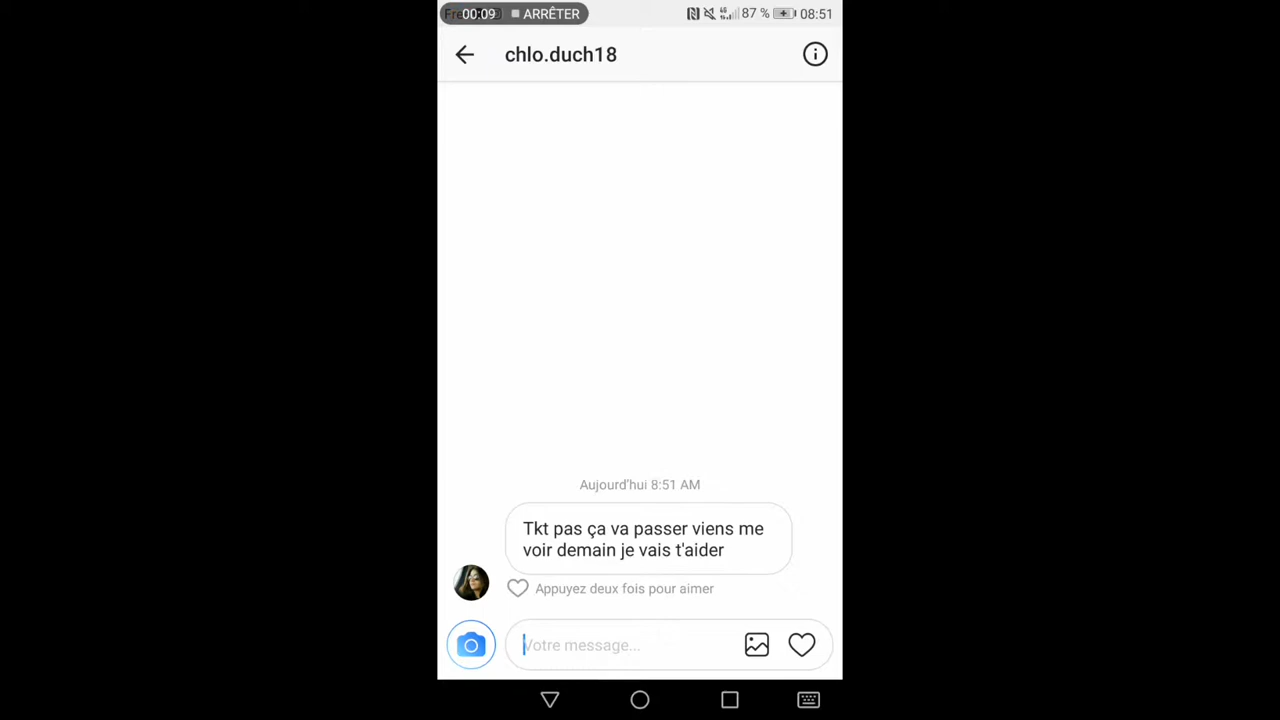 00:09 ARRÊTER 87 % 08:51
chlo.duch18
Aujourd'hui 8:51 AM
Tkt pas ça va passer viens me
voir demain je vais t'aider
Appuyez deux fois pour aimer
Votre message...